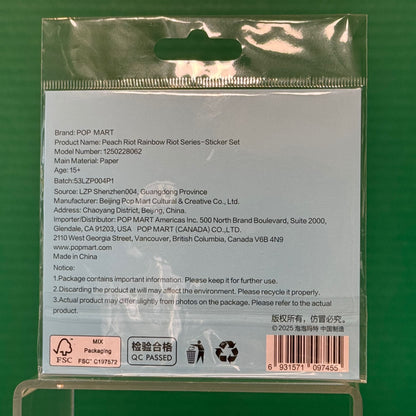 Brand: POP MART
Product Name: Peach Riot Rainbow Riot Series-Sticker Set
Model Number: 1250228062
Main Material: Paper
Age: 15+
Batch:53LZP004P1
Source: LZP Shenzhen004, Guangdong Province
Manufacturer: Beijing Pop Mart Cultural & Creative Co., Ltd.
Address: Chaoyang District, Beijing, China.
Importer/Distributor: POP MART Americas Inc. 500 North Brand Boulevard, Suite 2000,
Glendale, CA 91203, USA POP MART (CANADA) CO.,LTD.
2110 West Georgia Street, Vancouver, British Columbia, Canada V6B 4N9
www.popmart.com
Made in China
Notice:
1.Package contains important information. Please keep it for further use.
2.Discarding the product at will may affect the environment. Please recycle it properly.
3.Actual product may differ slightly from photos on the package. Please refer to the actual
product.
版权所有，仿冒必究。
© 2025 泡泡玛特 中国制造
FSC
MIX
Packaging
FSC® C197572
检验合格
QC PASSED
6 931571 097455